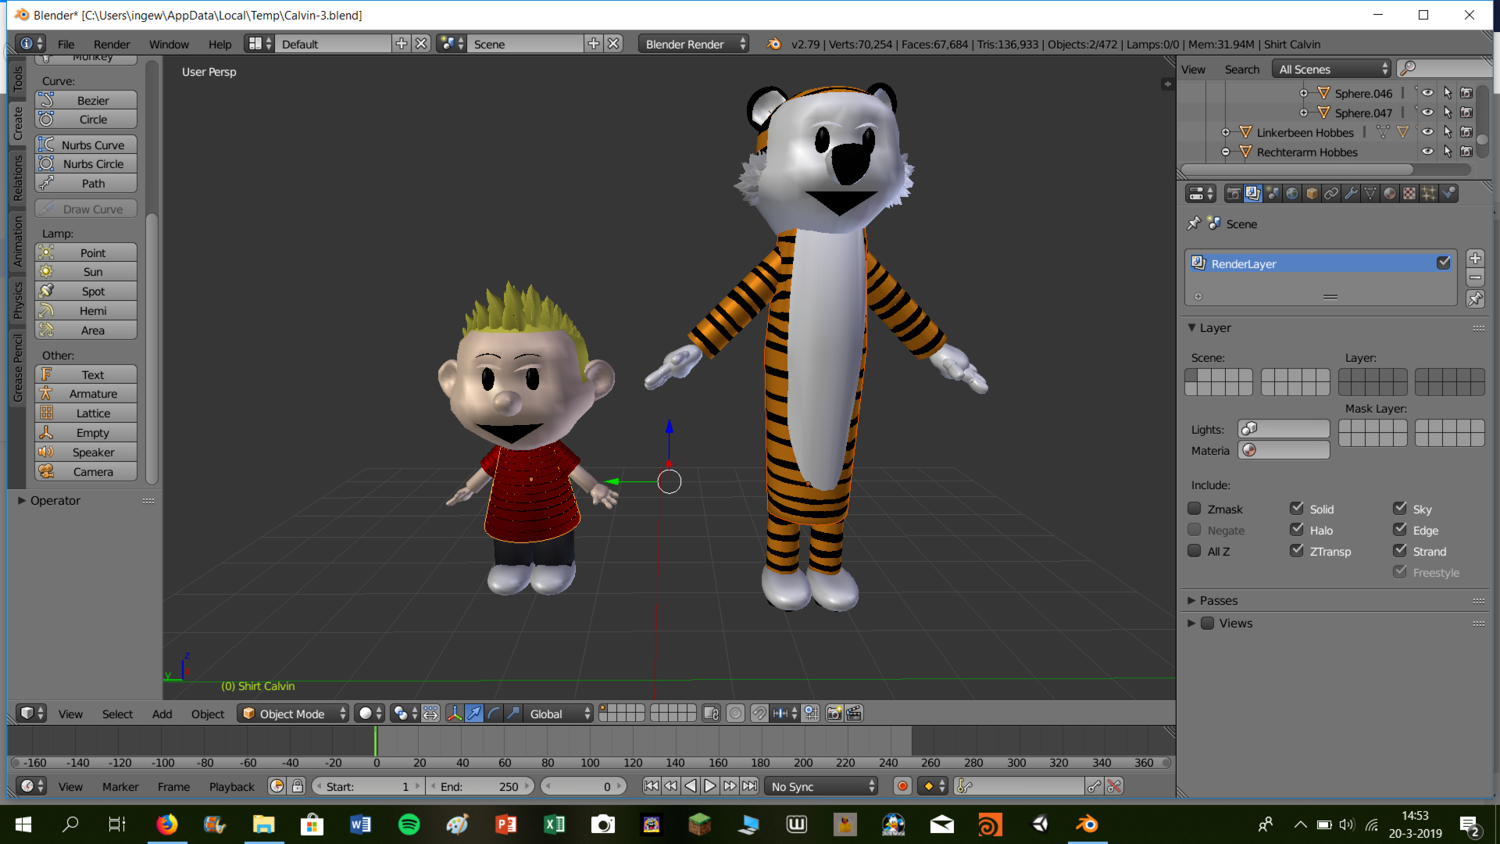 Blender* [C:\Users\ingew\AppData\Local\Temp\Calvin-3.blend]
File Render Window Help Default Scene Blender Render v2.79 | Verts:70,254 | Faces:67,684 | Tris:136,933 | Objects:2/472 | Lamps:0/0 | Mem:31.94M | Shirt Calvin
Tools
Create
Relations
Animation
Physics
Grease Pencil
Monkey
Curve:
Bezier
Circle
Nurbs Curve
Nurbs Circle
Path
Draw Curve
Lamp:
Point
Sun
Spot
Hemi
Area
Other:
Text
Armature
Lattice
Empty
Speaker
Camera
Operator
User Persp
(0) Shirt Calvin
z
y
View Search All Scenes
Sphere.046
Sphere.047
Linkerbeen Hobbes
Rechterarm Hobbes
Scene
RenderLayer
Layer
Scene: Layer:
Mask Layer:
Lights:
Materia
Include:
Zmask Solid Sky
Negate Halo Edge
All Z ZTransp Strand
Freestyle
Passes
Views
View Select Add Object Object Mode Global
-160 -140 -120 -100 -80 -60 -40 -20 0 20 40 60 80 100 120 140 160 180 200 220 240 260 280 300 320 340 360
View Marker Frame Playback Start: 1 End: 250 0 No Sync
14:53
20-3-2019
2